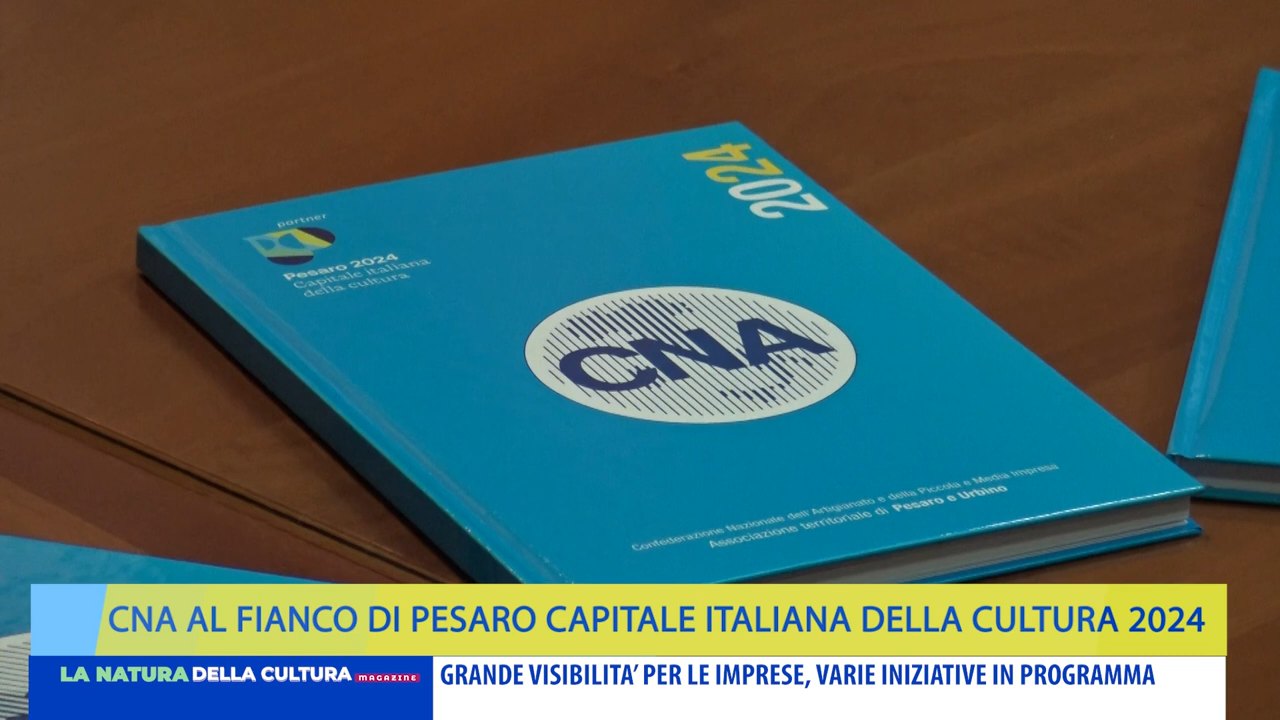 2024
partner
Pesaro 2024
Capitale italiana
della cultura
CNA
Confederazione Nazionale dell'Artigianato e della Piccola e Media Impresa
Associazione territoriale di Pesaro e Urbino
CNA AL FIANCO DI PESARO CAPITALE ITALIANA DELLA CULTURA 2024
LA NATURA DELLA CULTURA MAGAZINE
GRANDE VISIBILITA' PER LE IMPRESE, VARIE INIZIATIVE IN PROGRAMMA